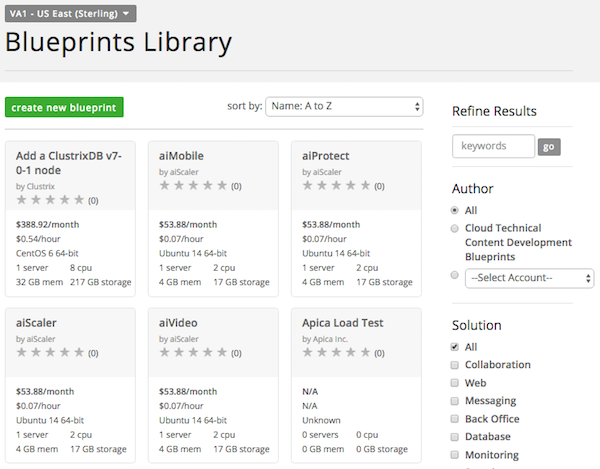 VA1 - US East (Sterling)
Blueprints Library
create new blueprint
sort by: Name: A to Z
Add a ClustrixDB v7-
0-1 node
by Clustrix
(0)
$388.92/month
$0.54/hour
CentOS 6 64-bit
1 server 8 cpu
32 GB mem 217 GB storage
aiMobile
by aiScaler
(0)
$53.88/month
$0.07/hour
Ubuntu 14 64-bit
1 server 2 cpu
4 GB mem 17 GB storage
aiProtect
by aiScaler
(0)
$53.88/month
$0.07/hour
Ubuntu 14 64-bit
1 server 2 cpu
4 GB mem 17 GB storage
aiScaler
by aiScaler
(0)
$53.88/month
$0.07/hour
Ubuntu 14 64-bit
1 server 2 cpu
4 GB mem 17 GB storage
aiVideo
by aiScaler
(0)
$53.88/month
$0.07/hour
Ubuntu 14 64-bit
1 server 2 cpu
4 GB mem 17 GB storage
Apica Load Test
by Apica Inc.
(0)
N/A
N/A
Unknown
0 servers 0 cpu
0 GB mem 0 GB storage
Refine Results
keywords go
Author
All
Cloud Technical
Content Development
Blueprints
--Select Account--
Solution
All
Collaboration
Web
Messaging
Back Office
Database
Monitoring